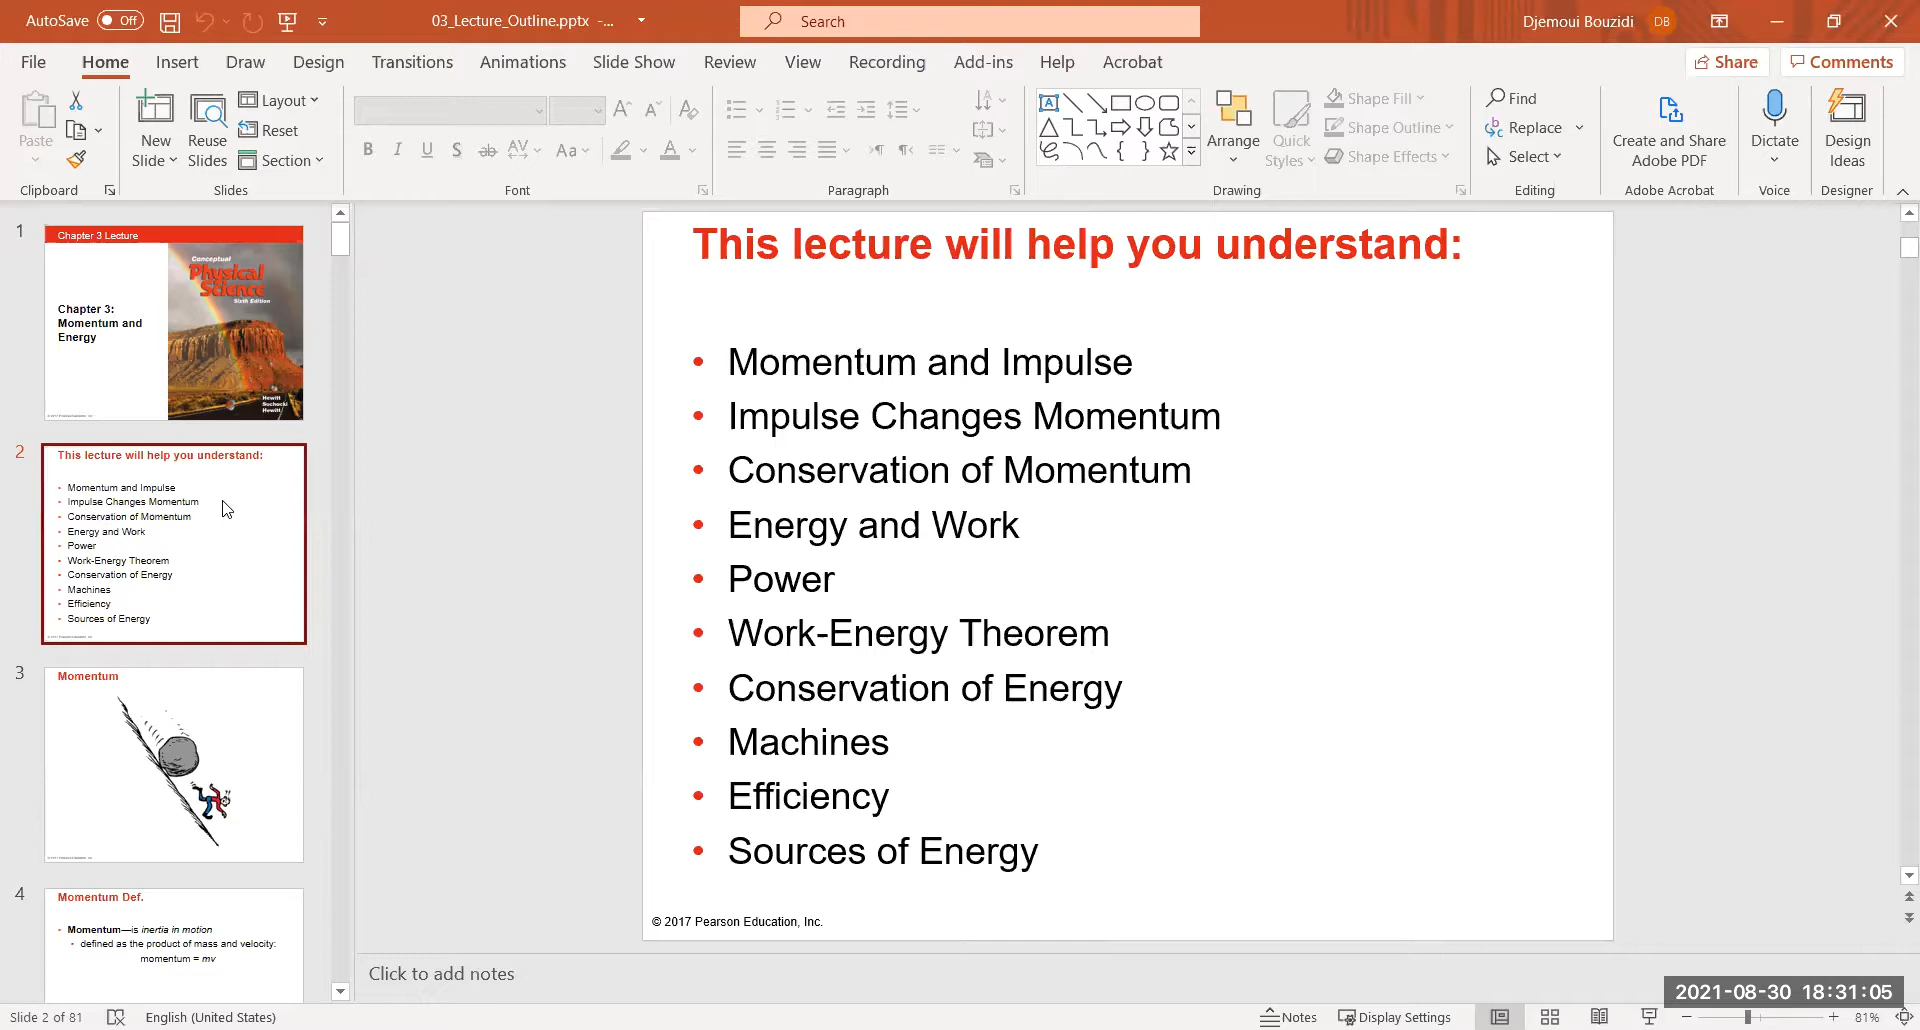 AutoSave Off
03_Lecture_Outline.pptx -...
Search
Djemoui Bouzidi DB
File Home Insert Draw Design Transitions Animations Slide Show Review View Recording Add-ins Help Acrobat
Share Comments
Paste
New Slide
Reuse Slides
Layout
Reset
Section
B I U S ab AV Aa A
Arrange
Quick Styles
Shape Fill
Shape Outline
Shape Effects
Find
Replace
Select
Create and Share Adobe PDF
Dictate
Design Ideas
Clipboard Slides Font Paragraph Drawing Editing Adobe Acrobat Voice Designer
1
Chapter 3 Lecture
Conceptual
Physical
Science
Sixth Edition
Chapter 3:
Momentum and
Energy
Hewitt
Suchocki
Hewitt
2
This lecture will help you understand:
• Momentum and Impulse
• Impulse Changes Momentum
• Conservation of Momentum
• Energy and Work
• Power
• Work-Energy Theorem
• Conservation of Energy
• Machines
• Efficiency
• Sources of Energy
3
Momentum
4
Momentum Def.
• Momentum—is inertia in motion
• defined as the product of mass and velocity:
momentum = mv
This lecture will help you understand:
• Momentum and Impulse
• Impulse Changes Momentum
• Conservation of Momentum
• Energy and Work
• Power
• Work-Energy Theorem
• Conservation of Energy
• Machines
• Efficiency
• Sources of Energy
© 2017 Pearson Education, Inc.
Click to add notes
2021-08-30 18:31:05
Slide 2 of 81
English (United States)
Notes
Display Settings
81%